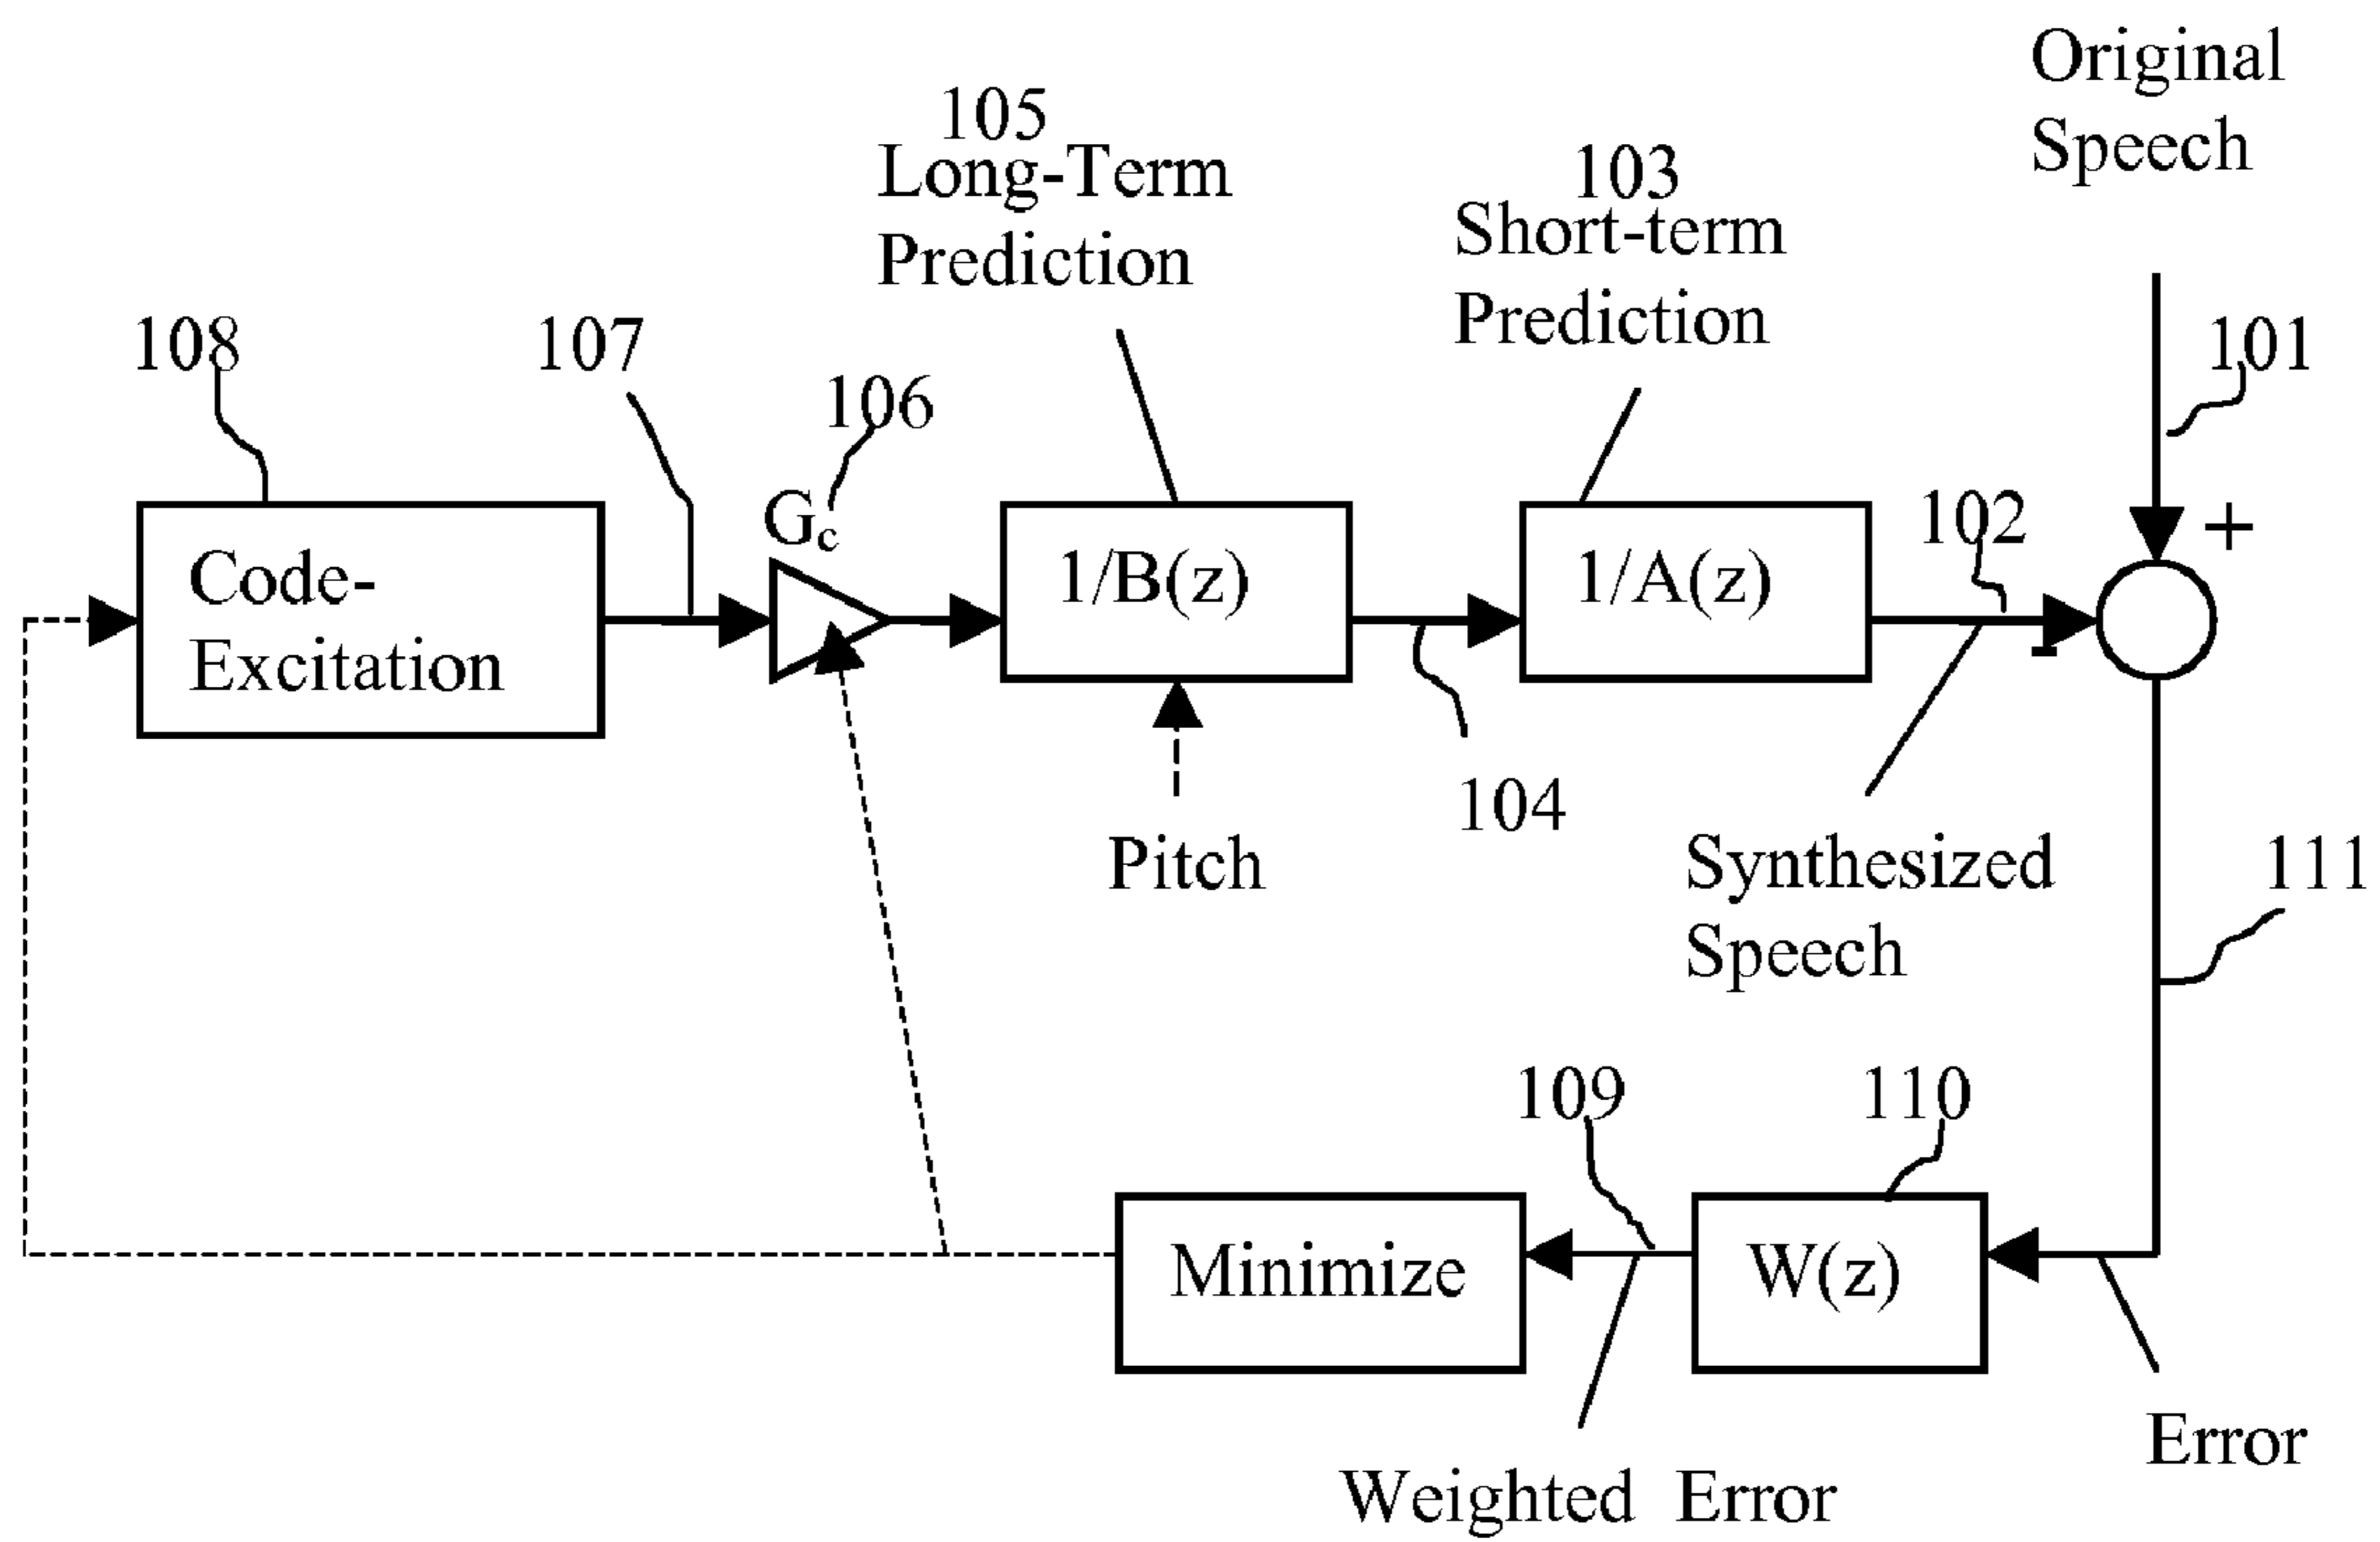 Original
Speech
105
Long-Term
Prediction
103
Short-term
Prediction
108
107
106
101
Gc
102
+
Code-
Excitation
1/B(z)
1/A(z)
-
Pitch
104
Synthesized
Speech
111
109
110
Minimize
W(z)
Error
Weighted Error